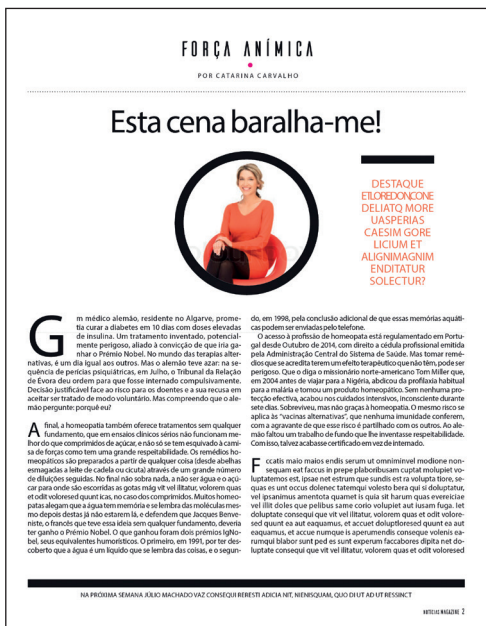 FORÇA ANÍMICA
POR CATARINA CARVALHO
Esta cena baralha-me!
DESTAQUE
ETLOREDONCONE
DELIATQ MORE
UASPERIAS
CAESIM GORE
LICIUM ET
ALIGNIMAGNIM
ENDITATUR
SOLECTUR?
G m médico alemão, residente no Algarve, prome-
tia curar a diabetes em 10 dias com doses elevadas
de insulina. Um tratamento inventado, potencial-
mente perigoso, aliado à convicção de que iria ga-
nhar o Prémio Nobel. No mundo das terapias alter-
nativas, é um dia igual aos outros. Mas o alemão teve azar: na se-
quência de perícias psiquiátricas, em Julho, o Tribunal da Relação
de Évora deu ordem para que fosse internado compulsivamente.
Decisão justificável face ao risco para os doentes e a sua recusa em
aceitar ser tratado de modo voluntário. Mas compreendo que o ale-
mão pergunte: porquê eu?
A final, a homeopatia também oferece tratamentos sem qualquer
fundamento, que em ensaios clínicos sérios não funcionam me-
lhor do que comprimidos de açúcar, e não só se tem esquivado à cami-
sa de forças como tem uma grande respeitabilidade. Os remédios ho-
meopáticos são preparados a partir de qualquer coisa (desde abelhas
esmagadas a leite de cadela ou cicuta) através de um grande número
de diluições seguidas. No final não sobra nada, a não ser água e o açú-
car para onde são escorridas as gotas mág vit vel ilitatur, volorem quas
et odit voloresed quunt icas, no caso dos comprimidos. Muitos homeo-
patas alegam que a água tem memória e se lembra das moléculas mes-
mo depois destas já não estarem lá, e defendem que Jacques Benve-
niste, o francês que teve essa ideia sem qualquer fundamento, deveria
ter ganho o Prémio Nobel. O que ganhou foram dois prémios IgNo-
bel, seus equivalentes humorísticos. O primeiro, em 1991, por ter des-
coberto que a água é um líquido que se lembra das coisas, e o segun-
do, em 1998, pela conclusão adicional de que essas memórias aquáti-
cas podem ser enviadas pelo telefone.
O acesso à profissão de homeopata está regulamentado em Portu-
gal desde Outubro de 2014, com direito a cédula profissional emitida
pela Administração Central do Sistema de Saúde. Mas tomar remé-
dios que se acredita terem um efeito terapêutico que não têm, pode ser
perigoso. Que o diga o missionário norte-americano Tom Miller que,
em 2004 antes de viajar para a Nigéria, abdicou da profilaxia habitual
para a malária e tomou um produto homeopático. Sem nenhuma pro-
tecção efectiva, acabou nos cuidados intensivos, inconsciente durante
sete dias. Sobreviveu, mas não graças à homeopatia. O mesmo risco se
aplica às "vacinas alternativas", que nenhuma imunidade conferem,
com a agravante de que esse risco é partilhado com os outros. Ao ale-
mão faltou um trabalho de fundo que lhe inventasse respeitabilidade.
Com isso, talvez acabasse certificado em vez de internado.
F ccatis maio maios endis serum ut omniminvel modione non-
sequam eat faccus in prepe plaboribusam cuptat moluptet vo-
luptatemos est, ipsae net estrum que sundis est ra volupta tiore, se-
quas es unt occus dolenec tatemqui volesto bera qui si doluptatur,
vel ipsanimus amentota quamet is quia sit harum quas evereiciae
vel illit doles que pelibus same corio volupiet aut iusam fuga. Iet
doluptate consequi que vit vel ilitatur, volorem quas et odit volore-
sed quunt ea aut eaquamus, et accuet doluptloresed quunt ea aut
eaquamus, et accue numque is aperumendis conseque volenis ea-
rumqui blabor sunt ped es sunt experum faccabores dipita net do-
luptate consequi que vit vel ilitatur, volorem quas et odit voloresed
NA PRÓXIMA SEMANA JÚLIO MACHADO VAZ CONSEQUI RERESTI ADICIA NIT, NIENISQUAM, QUO DI UT AD UT RESSINCT
NOTÍCIAS MAGAZINE 2